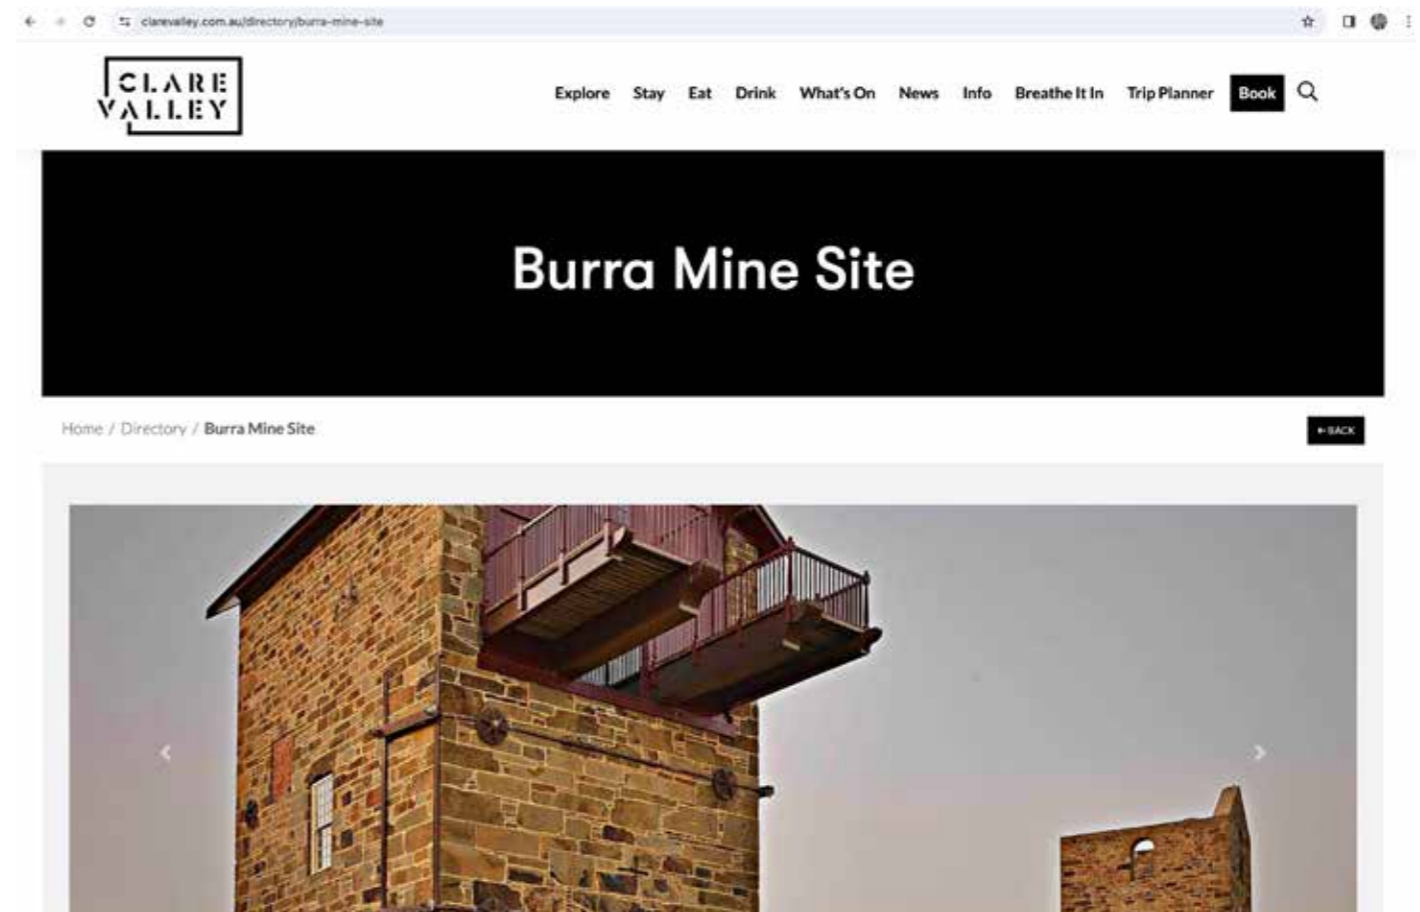 clarevalley.com.au/directory/burra-mine-site
CLARE
VALLEY
Explore Stay Eat Drink What's On News Info Breathe It In Trip Planner Book
Burra Mine Site
Home / Directory / Burra Mine Site
BACK